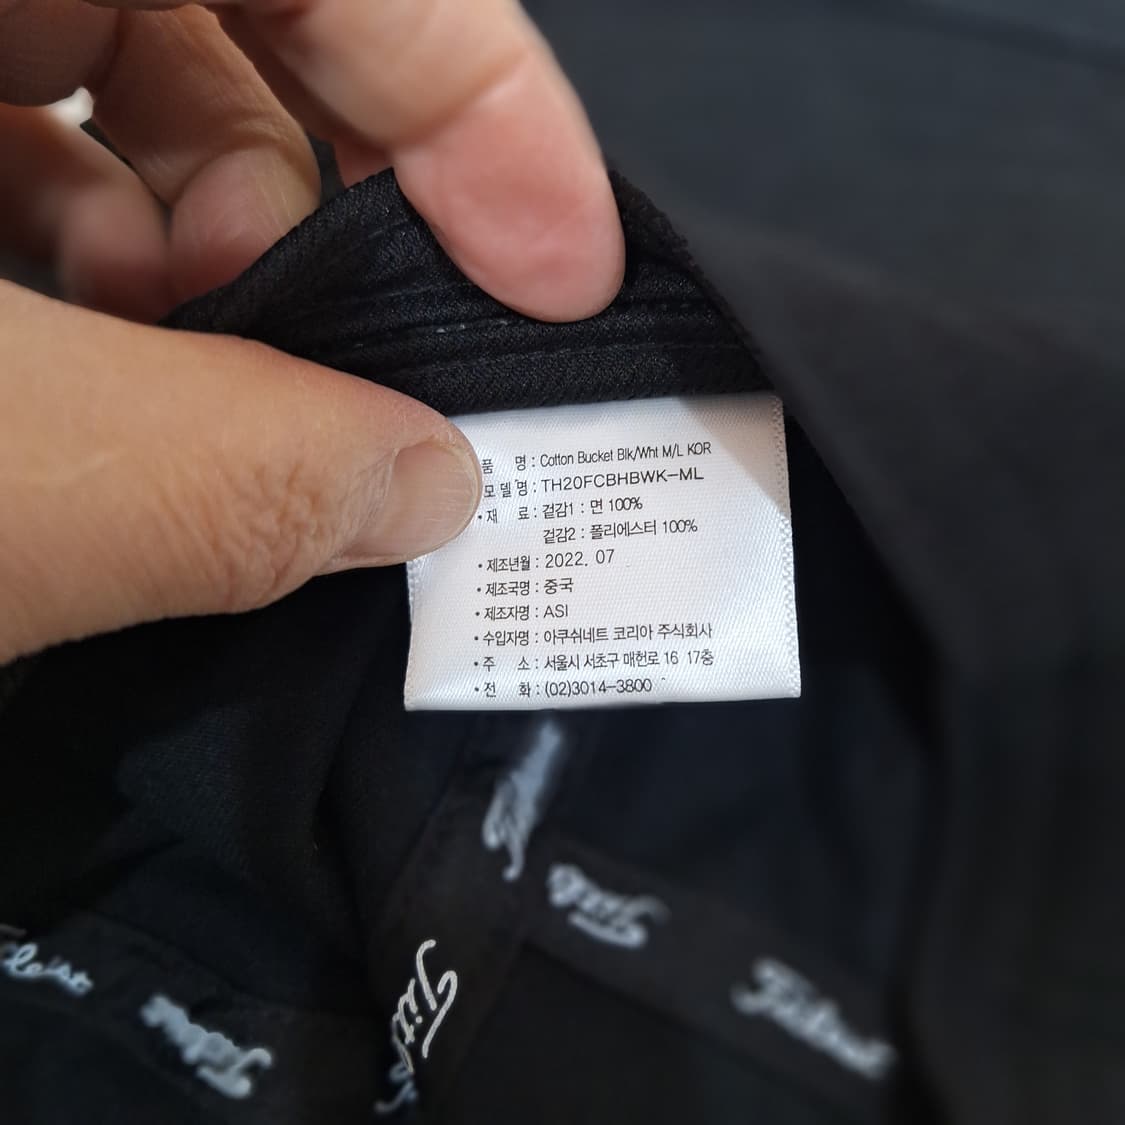 품 명 : Cotton Bucket Blk/Wht M/L KOR
모델명 : TH20FCBHBWK-ML
• 재 료 : 겉감1 : 면 100%
겉감2 : 폴리에스터 100%
• 제조년월 : 2022. 07
• 제조국명 : 중국
• 제조자명 : ASI
• 수입자명 : 아쿠쉬네트 코리아 주식회사
• 주 소 : 서울시 서초구 매헌로 16 17층
• 전 화 : (02)3014-3800
Titleist